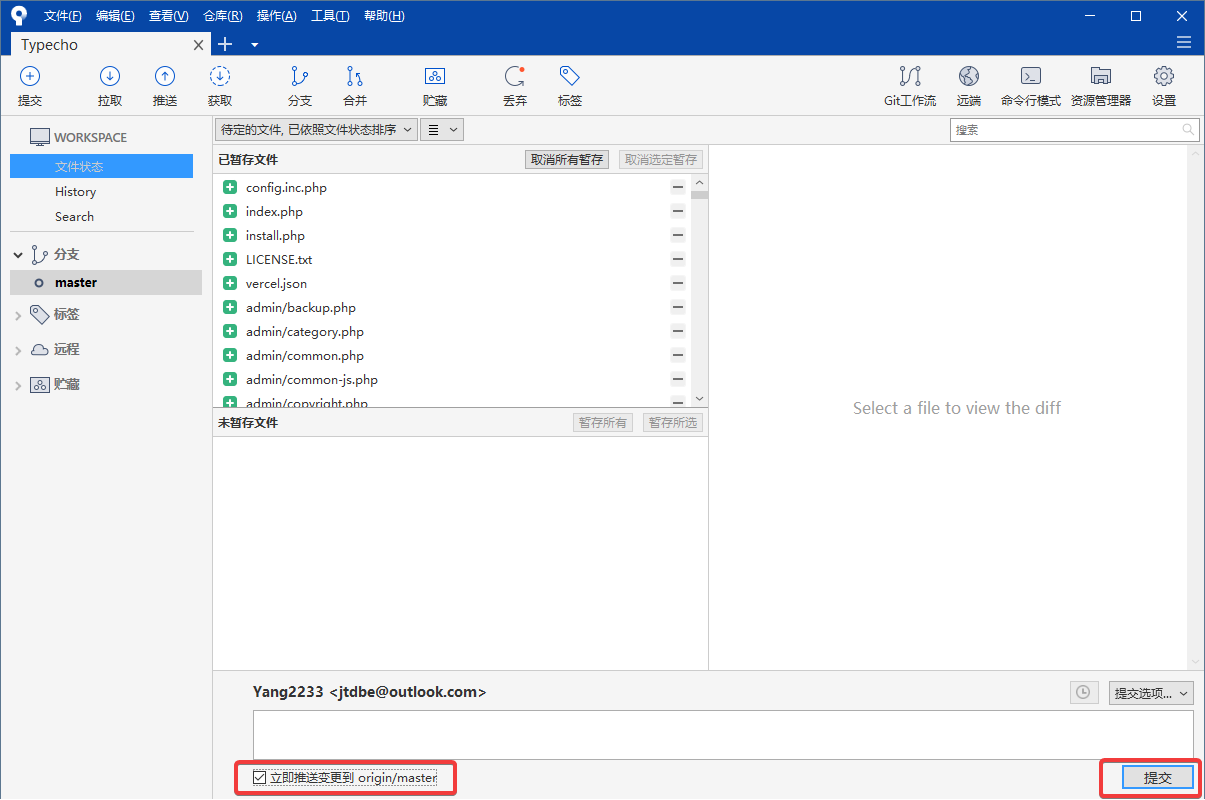 文件(F) 编辑(E) 查看(V) 仓库(R) 操作(A) 工具(T) 帮助(H)
Typecho
提交 拉取 推送 获取 分支 合并 贮藏 丢弃 标签 Git工作流 远端 命令行模式 资源管理器 设置
WORKSPACE
文件状态
History
Search
分支
master
标签
远程
贮藏
待定的文件, 已依照文件状态排序
搜索
已暂存文件 取消所有暂存 取消选定暂存
config.inc.php
index.php
install.php
LICENSE.txt
vercel.json
admin/backup.php
admin/category.php
admin/common.php
admin/common-js.php
admin/copyright.php
未暂存文件 暂存所有 暂存所选
Select a file to view the diff
Yang2233 <jtdbe@outlook.com>
提交选项...
立即推送变更到 origin/master
提交